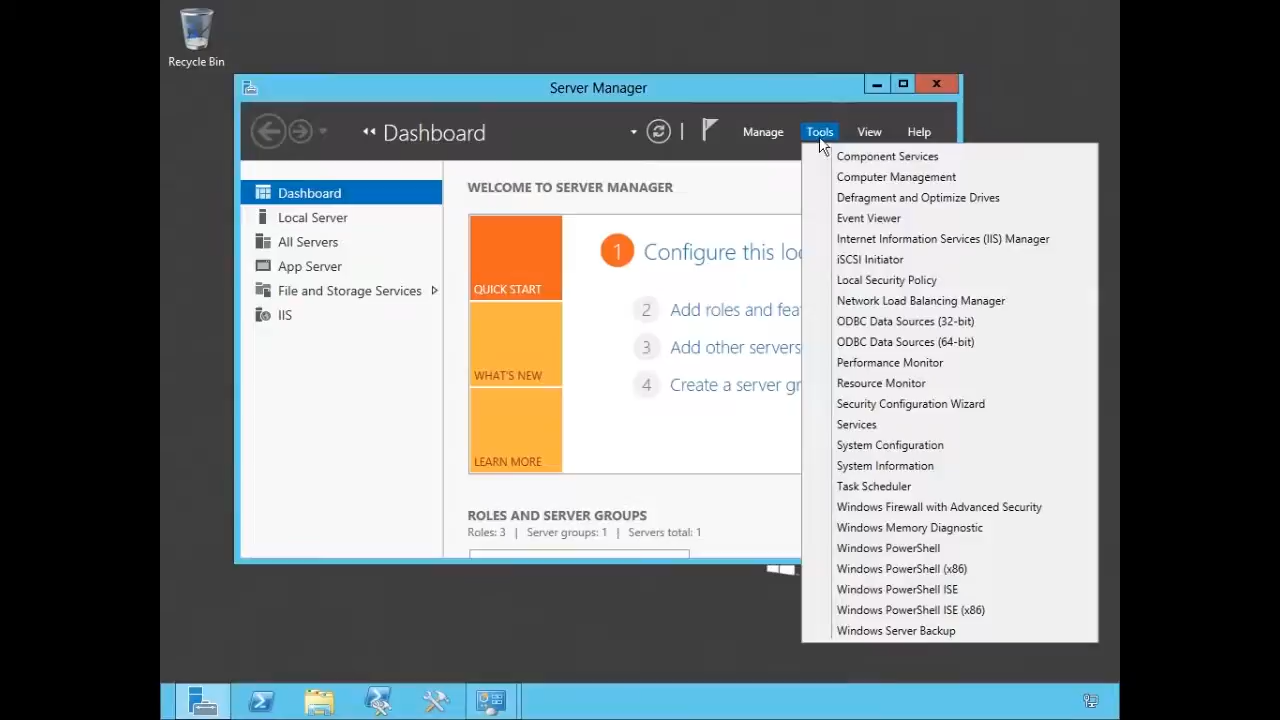 Recycle Bin
Server Manager
Dashboard
Manage
Tools
View
Help
Dashboard
Local Server
All Servers
App Server
File and Storage Services
IIS
WELCOME TO SERVER MANAGER
QUICK START
WHAT'S NEW
LEARN MORE
1 Configure this loc
2 Add roles and fea
3 Add other servers
4 Create a server gr
ROLES AND SERVER GROUPS
Roles: 3 | Server groups: 1 | Servers total: 1
Component Services
Computer Management
Defragment and Optimize Drives
Event Viewer
Internet Information Services (IIS) Manager
iSCSI Initiator
Local Security Policy
Network Load Balancing Manager
ODBC Data Sources (32-bit)
ODBC Data Sources (64-bit)
Performance Monitor
Resource Monitor
Security Configuration Wizard
Services
System Configuration
System Information
Task Scheduler
Windows Firewall with Advanced Security
Windows Memory Diagnostic
Windows PowerShell
Windows PowerShell (x86)
Windows PowerShell ISE
Windows PowerShell ISE (x86)
Windows Server Backup